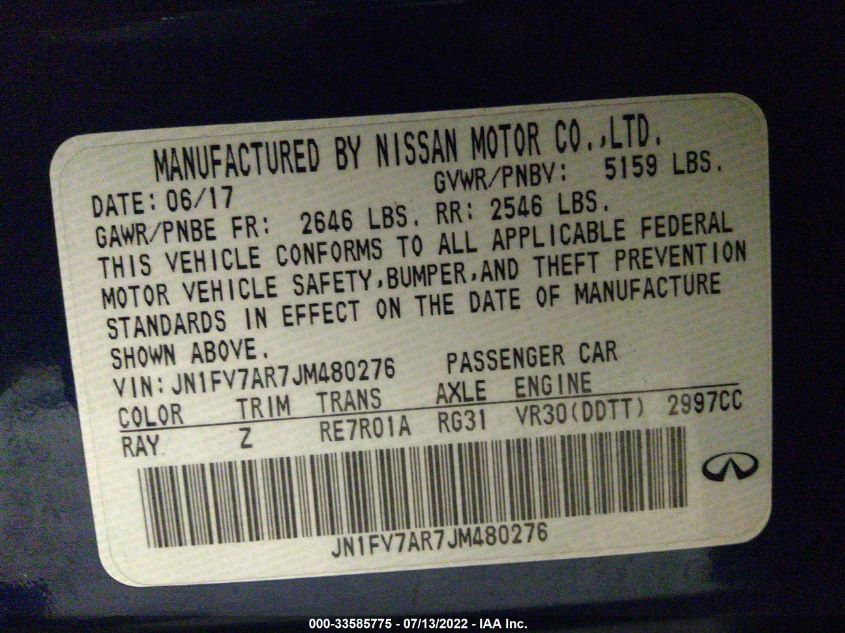 MANUFACTURED BY NISSAN MOTOR CO.,LTD.
DATE: 06/17 GVWR/PNBV: 5159 LBS.
GAWR/PNBE FR: 2646 LBS. RR: 2546 LBS.
THIS VEHICLE CONFORMS TO ALL APPLICABLE FEDERAL
MOTOR VEHICLE SAFETY,BUMPER,AND THEFT PREVENTION
STANDARDS IN EFFECT ON THE DATE OF MANUFACTURE
SHOWN ABOVE.
VIN: JN1FV7AR7JM480276 PASSENGER CAR
COLOR TRIM TRANS AXLE ENGINE
RAY Z RE7R01A RG31 VR30(DDTT) 2997CC
JN1FV7AR7JM480276
000-33585775 - 07/13/2022 - IAA Inc.